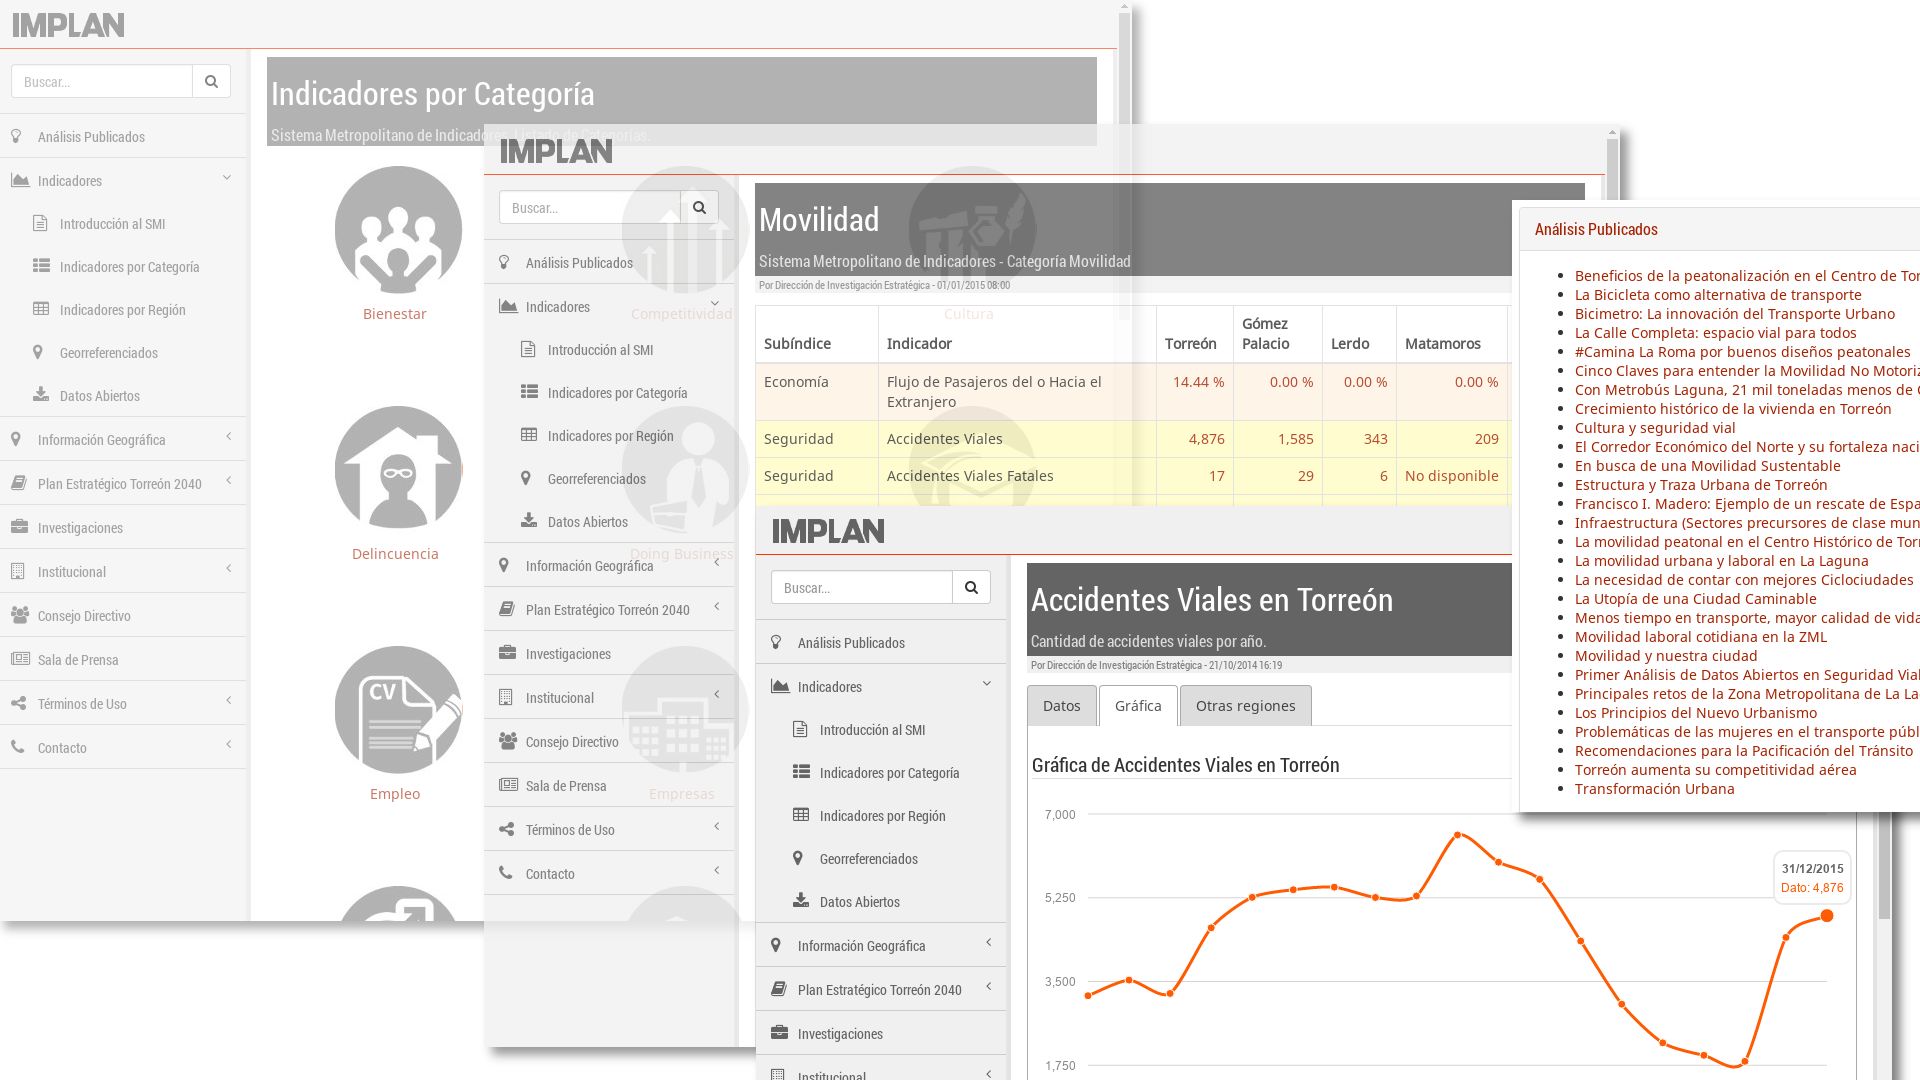 IMPLAN
Buscar...
Análisis Publicados
Indicadores
Introducción al SMI
Indicadores por Categoría
Indicadores por Región
Georreferenciados
Datos Abiertos
Información Geográfica
Plan Estratégico Torreón 2040
Investigaciones
Institucional
Consejo Directivo
Sala de Prensa
Términos de Uso
Contacto
Indicadores por Categoría
Sistema Metropolitano de Indicadores. Listado de Categorías.
Bienestar
Competitividad
Cultura
Delincuencia
Doing Business
CV
Empleo
Empresas
IMPLAN
Buscar...
Análisis Publicados
Indicadores
Introducción al SMI
Indicadores por Categoría
Indicadores por Región
Georreferenciados
Datos Abiertos
Información Geográfica
Plan Estratégico Torreón 2040
Investigaciones
Institucional
Consejo Directivo
Sala de Prensa
Términos de Uso
Contacto
Movilidad
Sistema Metropolitano de Indicadores - Categoría Movilidad
Por Dirección de Investigación Estratégica - 01/01/2015 08:00
Subíndice Indicador Torreón Gómez Palacio Lerdo Matamoros
Economía Flujo de Pasajeros del o Hacia el Extranjero 14.44 % 0.00 % 0.00 % 0.00 %
Seguridad Accidentes Viales 4,876 1,585 343 209
Seguridad Accidentes Viales Fatales 17 29 6 No disponible
IMPLAN
Buscar...
Análisis Publicados
Indicadores
Introducción al SMI
Indicadores por Categoría
Indicadores por Región
Georreferenciados
Datos Abiertos
Información Geográfica
Plan Estratégico Torreón 2040
Investigaciones
Institucional
Accidentes Viales en Torreón
Cantidad de accidentes viales por año.
Por Dirección de Investigación Estratégica - 21/10/2014 16:19
Datos Gráfica Otras regiones
Gráfica de Accidentes Viales en Torreón
7,000
5,250
3,500
1,750
31/12/2015
Dato: 4,876
Análisis Publicados
Beneficios de la peatonalización en el Centro de Tor
La Bicicleta como alternativa de transporte
Bicimetro: La innovación del Transporte Urbano
La Calle Completa: espacio vial para todos
#Camina La Roma por buenos diseños peatonales
Cinco Claves para entender la Movilidad No Motoriz
Con Metrobús Laguna, 21 mil toneladas menos de
Crecimiento histórico de la vivienda en Torreón
Cultura y seguridad vial
El Corredor Económico del Norte y su fortaleza naci
En busca de una Movilidad Sustentable
Estructura y Traza Urbana de Torreón
Francisco I. Madero: Ejemplo de un rescate de Espa
Infraestructura (Sectores precursores de clase mun
La movilidad peatonal en el Centro Histórico de Torr
La movilidad urbana y laboral en La Laguna
La necesidad de contar con mejores Ciclociudades
La Utopía de una Ciudad Caminable
Menos tiempo en transporte, mayor calidad de vida
Movilidad laboral cotidiana en la ZML
Movilidad y nuestra ciudad
Primer Análisis de Datos Abiertos en Seguridad Vial
Principales retos de la Zona Metropolitana de La La
Los Principios del Nuevo Urbanismo
Problemáticas de las mujeres en el transporte públ
Recomendaciones para la Pacificación del Tránsito
Torreón aumenta su competitividad aérea
Transformación Urbana